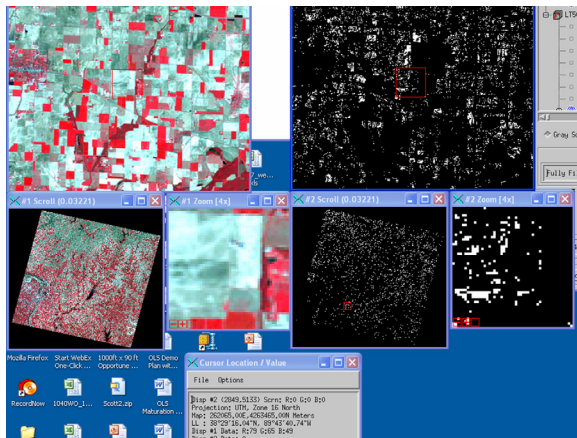 LT5
Gray Sc
Fully Fi
7_we...
ds
#1 Scroll (0.03221)
#1 Zoom [4x]
#2 Scroll (0.03221)
#2 Zoom [4x]
Mozilla Firefox
Start WebEx
One-Click ...
1000ft x 90 ft
Opportune ...
OLS Demo
Plan wit...
RecordNow
1040WO_1...
Scott2.zip
OLS
Maturation ...
Cursor Location / Value
File Options
Disp #2 (2849,5133) Scrn: R:0 G:0 B:0
Projection: UTM, Zone 16 North
Map: 262065.00E,4263465.00N Meters
LL : 38°29'16.04"N, 89°43'40.74"W
Disp #1 Data: R:79 G:65 B:49